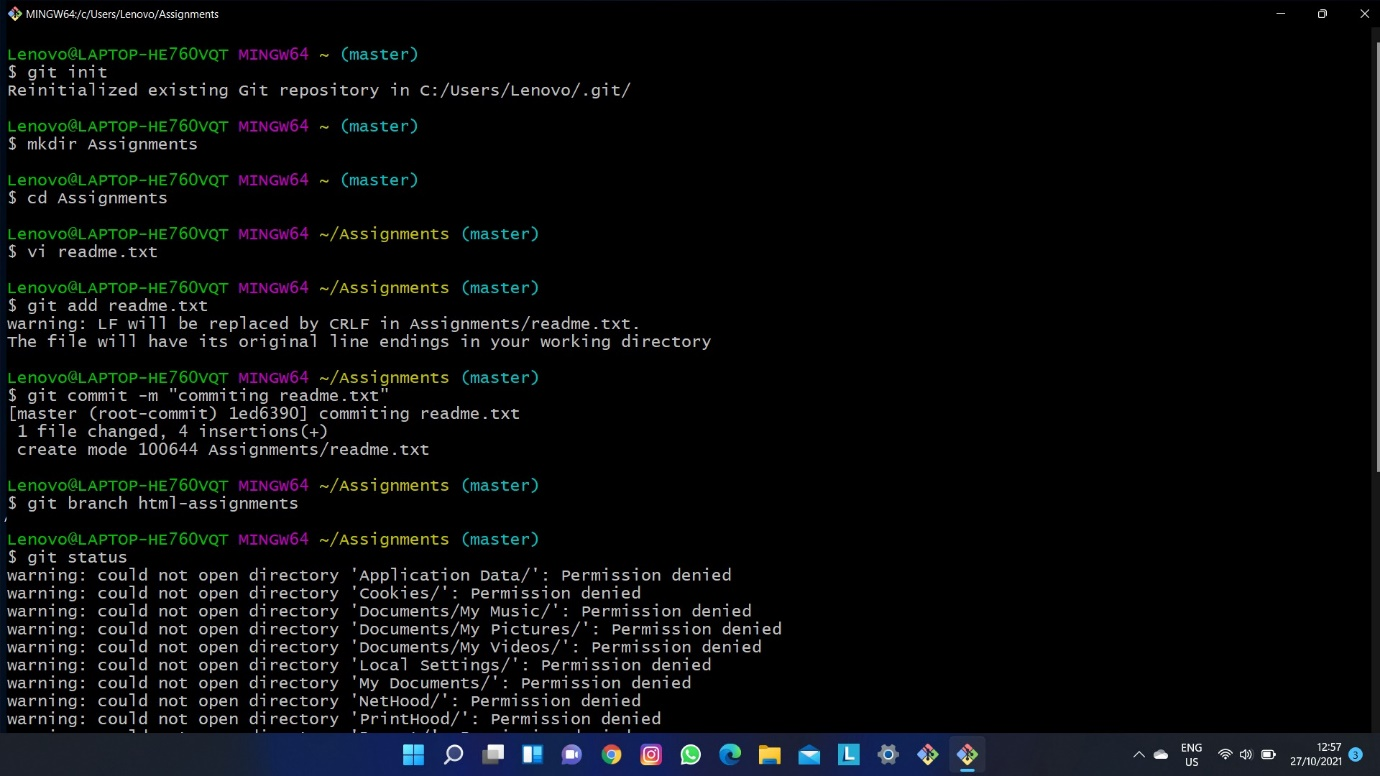 MINGW64:/c/Users/Lenovo/Assignments
Lenovo@LAPTOP-HE760VQT MINGW64 ~ (master)
$ git init
Reinitialized existing Git repository in C:/Users/Lenovo/.git/
Lenovo@LAPTOP-HE760VQT MINGW64 ~ (master)
$ mkdir Assignments
Lenovo@LAPTOP-HE760VQT MINGW64 ~ (master)
$ cd Assignments
Lenovo@LAPTOP-HE760VQT MINGW64 ~/Assignments (master)
$ vi readme.txt
Lenovo@LAPTOP-HE760VQT MINGW64 ~/Assignments (master)
$ git add readme.txt
warning: LF will be replaced by CRLF in Assignments/readme.txt.
The file will have its original line endings in your working directory
Lenovo@LAPTOP-HE760VQT MINGW64 ~/Assignments (master)
$ git commit -m "commiting readme.txt"
[master (root-commit) 1ed6390] commiting readme.txt
 1 file changed, 4 insertions(+)
 create mode 100644 Assignments/readme.txt
Lenovo@LAPTOP-HE760VQT MINGW64 ~/Assignments (master)
$ git branch html-assignments
Lenovo@LAPTOP-HE760VQT MINGW64 ~/Assignments (master)
$ git status
warning: could not open directory 'Application Data/': Permission denied
warning: could not open directory 'Cookies/': Permission denied
warning: could not open directory 'Documents/My Music/': Permission denied
warning: could not open directory 'Documents/My Pictures/': Permission denied
warning: could not open directory 'Documents/My Videos/': Permission denied
warning: could not open directory 'Local Settings/': Permission denied
warning: could not open directory 'My Documents/': Permission denied
warning: could not open directory 'NetHood/': Permission denied
warning: could not open directory 'PrintHood/': Permission denied
L
ENG
US
12:57
27/10/2021
3